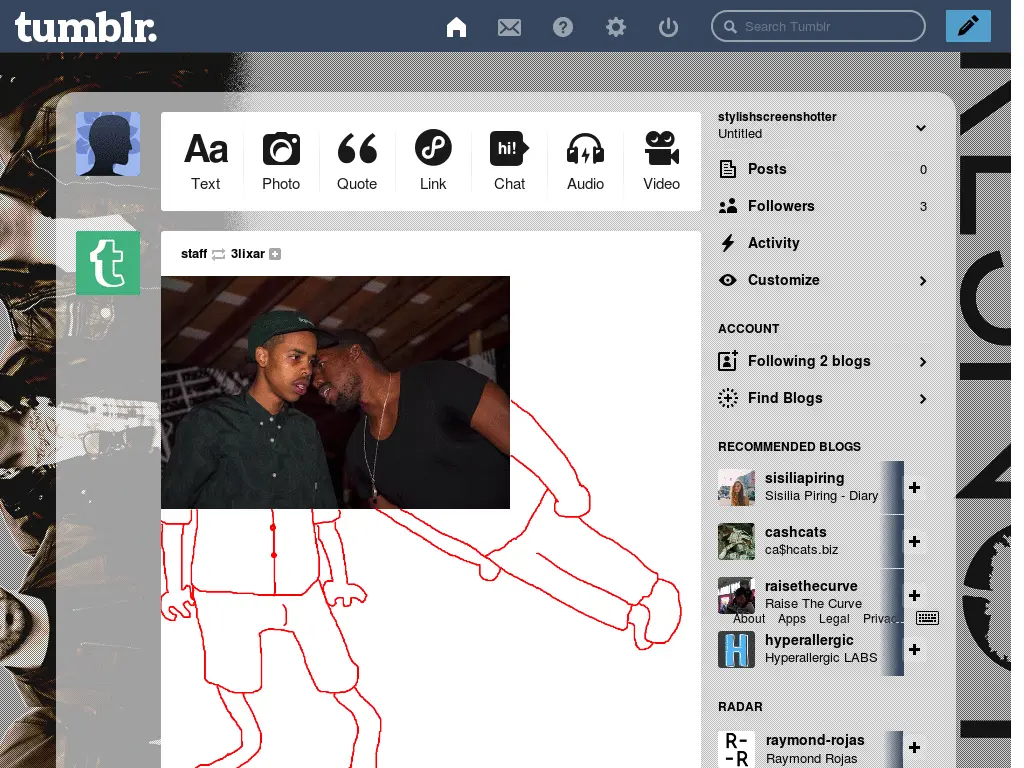 tumblr.
Search Tumblr
Aa
hi!
Text
Photo
Quote
Link
Chat
Audio
Video
t
staff 3lixar
stylishscreenshotter
Untitled
Posts 0
Followers 3
Activity
Customize
ACCOUNT
Following 2 blogs
Find Blogs
RECOMMENDED BLOGS
sisiliapiring
Sisilia Piring - Diary
cashcats
ca$hcats.biz
raisethecurve
Raise The Curve
About Apps Legal
hyperallergic
Hyperallergic LABS
H
RADAR
R-
-R
raymond-rojas
Raymond Rojas